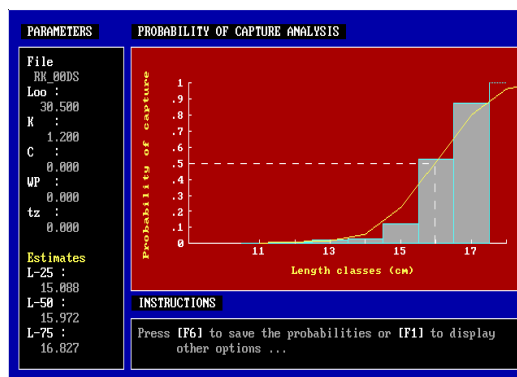 PARAMETERS
PROBABILITY OF CAPTURE ANALYSIS
File
RK_00DS
Loo :
30.500
K :
1.200
C :
0.000
WP :
0.000
tz :
0.000
Estimates
L-25 :
15.088
L-50 :
15.972
L-75 :
16.827
Probability of capture
1
.9
.8
.7
.6
.5
.4
.3
.2
.1
0
11 13 15 17
Length classes (cm)
INSTRUCTIONS
Press [F6] to save the probabilities or [F1] to display
other options ...